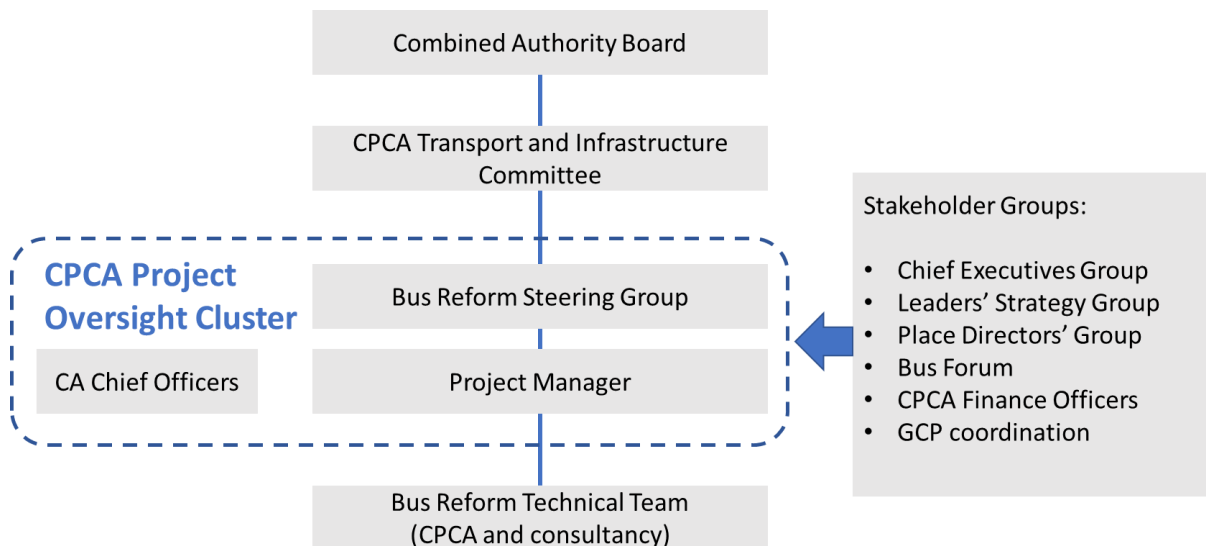 Combined Authority Board
CPCA Transport and Infrastructure
Committee
CPCA Project
Oversight Cluster
Bus Reform Steering Group
CA Chief Officers
Project Manager
Bus Reform Technical Team
(CPCA and consultancy)
Stakeholder Groups:
• Chief Executives Group
• Leaders’ Strategy Group
• Place Directors’ Group
• Bus Forum
• CPCA Finance Officers
• GCP coordination